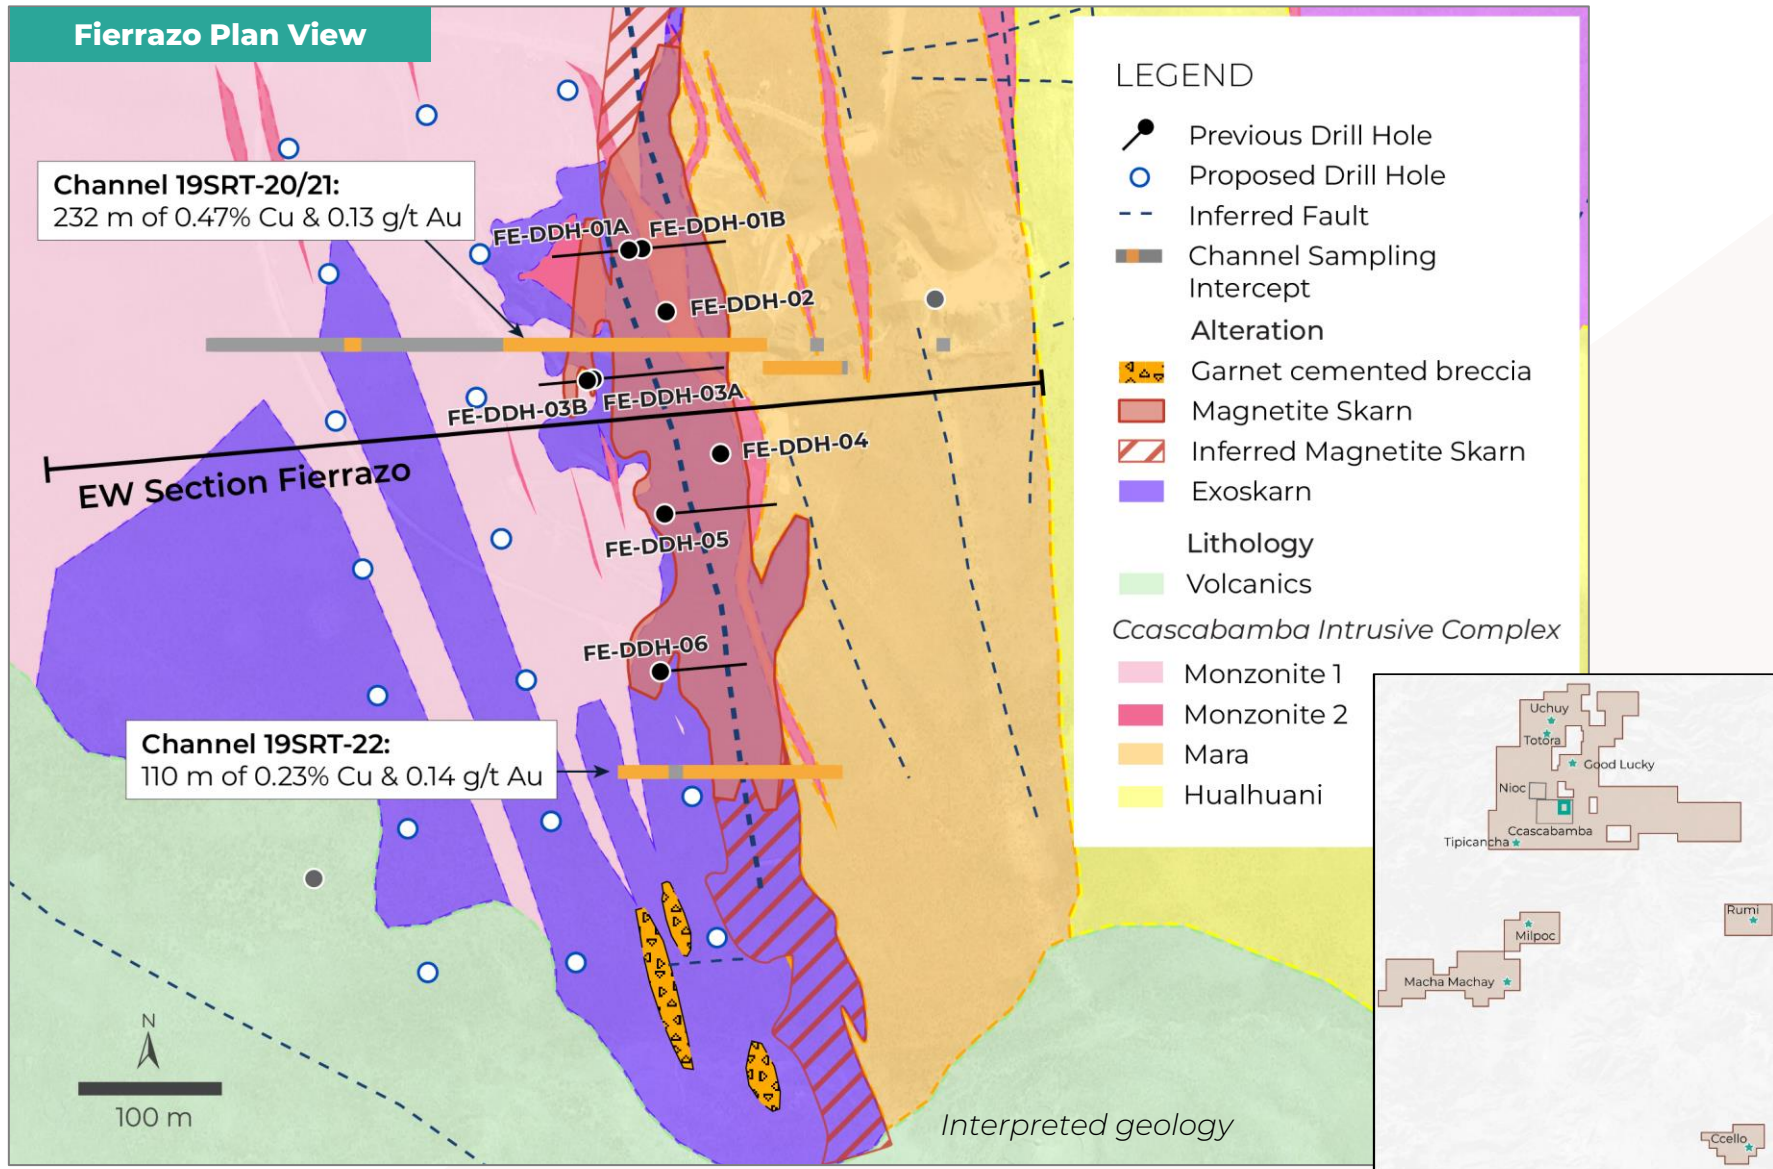 Fierrazo Plan View
Channel 19SRT-20/21:
232 m of 0.47% Cu & 0.13 g/t Au
FE-DDH-01A
FE-DDH-01B
FE-DDH-02
FE-DDH-03B
FE-DDH-03A
FE-DDH-04
EW Section Fierrazo
FE-DDH-05
FE-DDH-06
Channel 19SRT-22:
110 m of 0.23% Cu & 0.14 g/t Au
N
100 m
Interpreted geology
LEGEND
Previous Drill Hole
Proposed Drill Hole
Inferred Fault
Channel Sampling
Intercept
Alteration
Garnet cemented breccia
Magnetite Skarn
Inferred Magnetite Skarn
Exoskarn
Lithology
Volcanics
Ccascabamba Intrusive Complex
Monzonite 1
Monzonite 2
Mara
Hualhuani
Uchuy
Totora
Good Lucky
Nioc
Ccascabamba
Tipicancha
Rumi
Milpoc
Macha Machay
Ccello